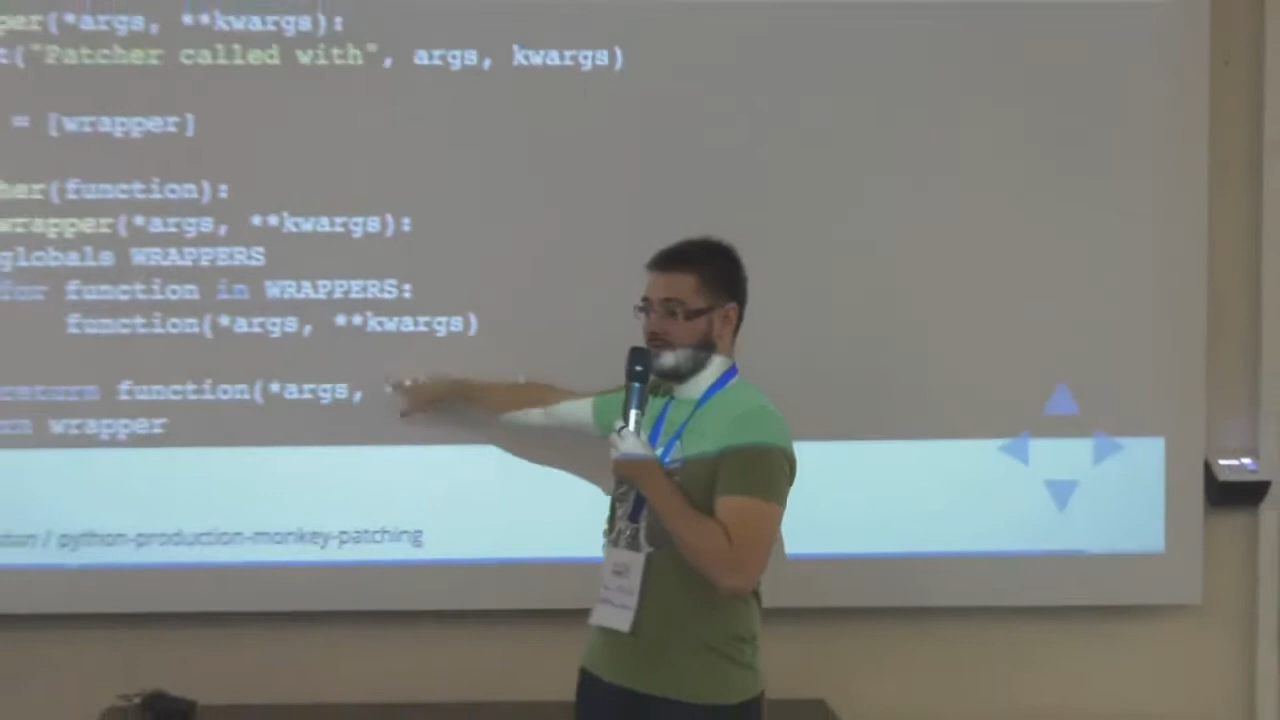 per(*args, **kwargs):
t("Patcher called with", args, kwargs)
= [wrapper]
her(function):
wrapper(*args, **kwargs):
globals WRAPPERS
for function in WRAPPERS:
function(*args, **kwargs)
return function(*args,
wrapper
/ python-production-monkey-patching